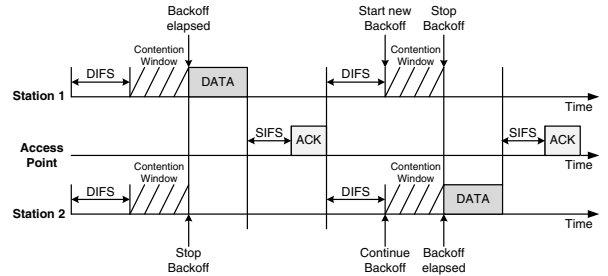 Backoff
elapsed
Start new
Backoff
Stop
Backoff
DIFS
Contention
Window
DATA
DIFS
Contention
Window
Station 1
Time
SIFS
ACK
SIFS
ACK
Access
Point
Time
DIFS
Contention
Window
DIFS
Contention
Window
DATA
Station 2
Time
Stop
Backoff
Continue
Backoff
Backoff
elapsed